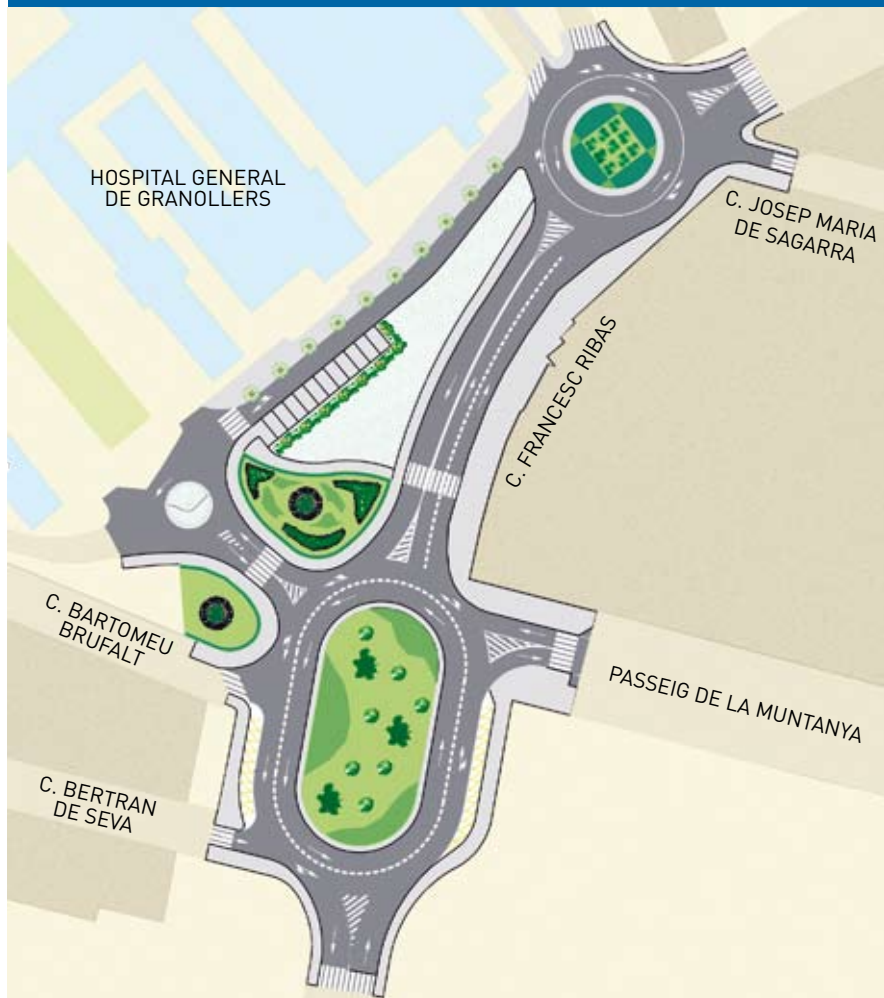 HOSPITAL GENERAL
DE GRANOLLERS
C. JOSEP MARIA
DE SAGARRA
C. FRANCESC RIBAS
C. BARTOMEU
BRUFALT
PASSEIG DE LA MUNTANYA
C. BERTRAN
DE SEVA